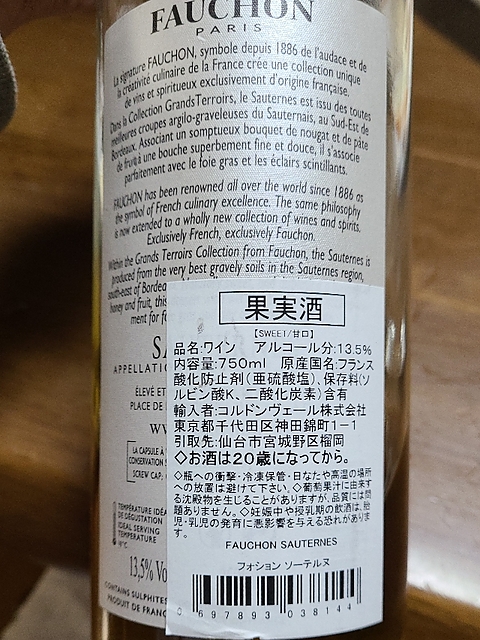 FAUCHON
PARIS
La signature FAUCHON, symbole depuis 1886 de l'audace et de
la créativité culinaire de la France crée une collection unique
de vins et spiritueux exclusivement d'origine française.
Dans la Collection Grands Terroirs, le Sauternes est issu des toutes
meilleures croupes argilo-graveleuses du Sauternais, au Sud-Est de
Bordeaux. Associant un somptueux bouquet de nougat et de pâte
de fruit à une bouche superbement fine et douce, il s'associe
parfaitement avec le foie gras et les éclairs scintillants.
FAUCHON has been renowned all over the world since 1886 as
the symbol of French culinary excellence. The same philosophy
is now extended to a wholly new collection of wines and spirits.
Exclusively French, exclusively Fauchon.
Within the Grands Terroirs Collection from Fauchon, the Sauternes is
produced from the very best gravely soils in the Sauternes region,
south-east of Bordea
honey and fruit, this
ment for f
SA
APPELLATIO
ÉLEVÉ ET
PLACE DE
WW
LA CAPSULE À
CONSERVATION
SCREW CAP:
TEMPÉRATURE IDÉA
DE DÉGUSTATION
IDEAL SERVING
TEMPERATURE
13,5% Vo
CONTAINS SULPHITES
PRODUIT DE FRANC
果実酒
【SWEET/甘口】
品名:ワイン アルコール分:13.5%
内容量:750ml 原産国名:フランス
酸化防止剤(亜硫酸塩)、保存料(ソ
ルビン酸K、二酸化炭素)含有
輸入者:コルドンヴェール株式会社
東京都千代田区神田錦町1-1
引取先:仙台市宮城野区榴岡
◇お酒は20歳になってから。
◇瓶への衝撃・冷凍保管・日なたや高温の場所
への放置は避けて下さい。◇葡萄果汁に由来す
る沈殿物を生じることがありますが、品質には問
題ありません。◇妊娠中や授乳期の飲酒は、胎
児・乳児の発育に悪影響を与える恐れがありま
す。
FAUCHON SAUTERNES
フォション ソーテルヌ
0 697893 038144